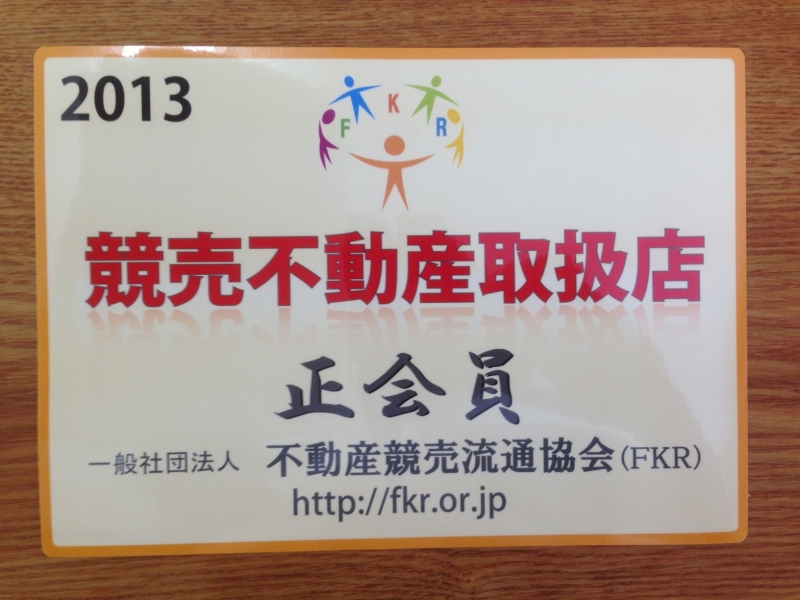 2013
F K R
競売不動産取扱店
正会員
一般社団法人 不動産競売流通協会(FKR)
http://fkr.or.jp